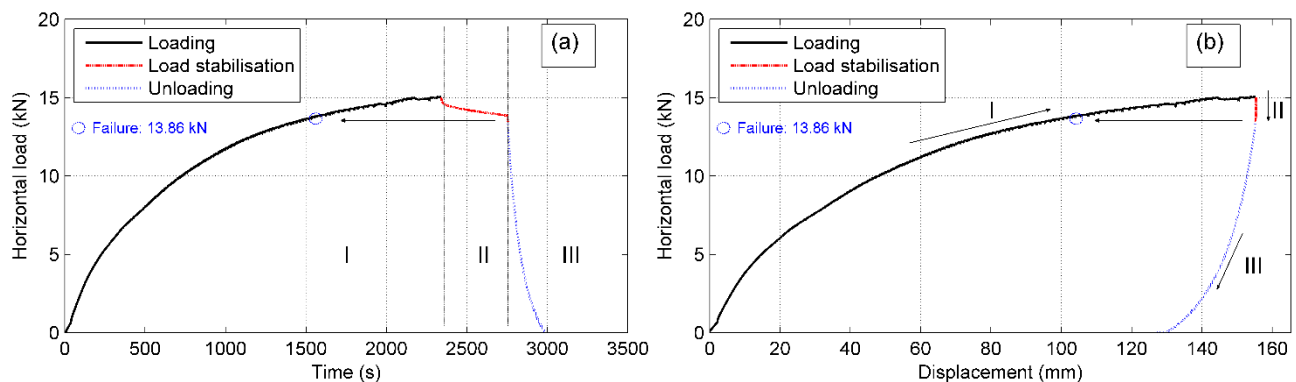 20
15
10
5
0
Horizontal load (kN)
Loading
Load stabilisation
Unloading
(a)
Failure: 13.86 kN
I
II
III
0 500 1000 1500 2000 2500 3000 3500
Time (s)
20
15
10
5
0
Horizontal load (kN)
Loading
Load stabilisation
Unloading
(b)
Failure: 13.86 kN
I
II
III
0 20 40 60 80 100 120 140 160
Displacement (mm)